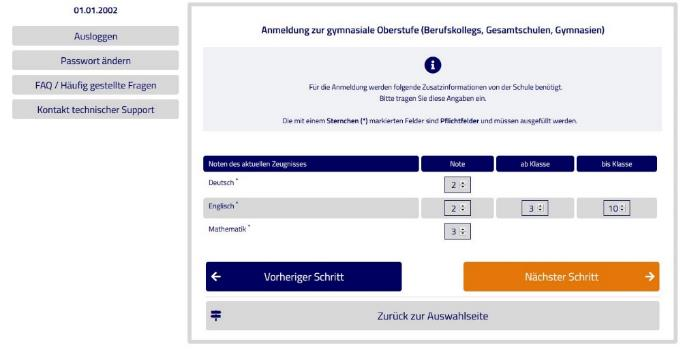 01.01.2002
Ausloggen
Passwort ändern
FAQ / Häufig gestellte Fragen
Kontakt technischer Support
Anmeldung zur gymnasiale Oberstufe (Berufskollegs, Gesamtschulen, Gymnasien)
Für die Anmeldung werden folgende Zusatzinformationen von der Schule benötigt.
Bitte tragen Sie diese Angaben ein.
Die mit einem Sternchen (*) markierten Felder sind Pflichtfelder und müssen ausgefüllt werden.
Noten des aktuellen Zeugnisses Note ab Klasse bis Klasse
Deutsch * 2
Englisch * 2 3 10
Mathematik * 3
Vorheriger Schritt Nächster Schritt
Zurück zur Auswahlseite